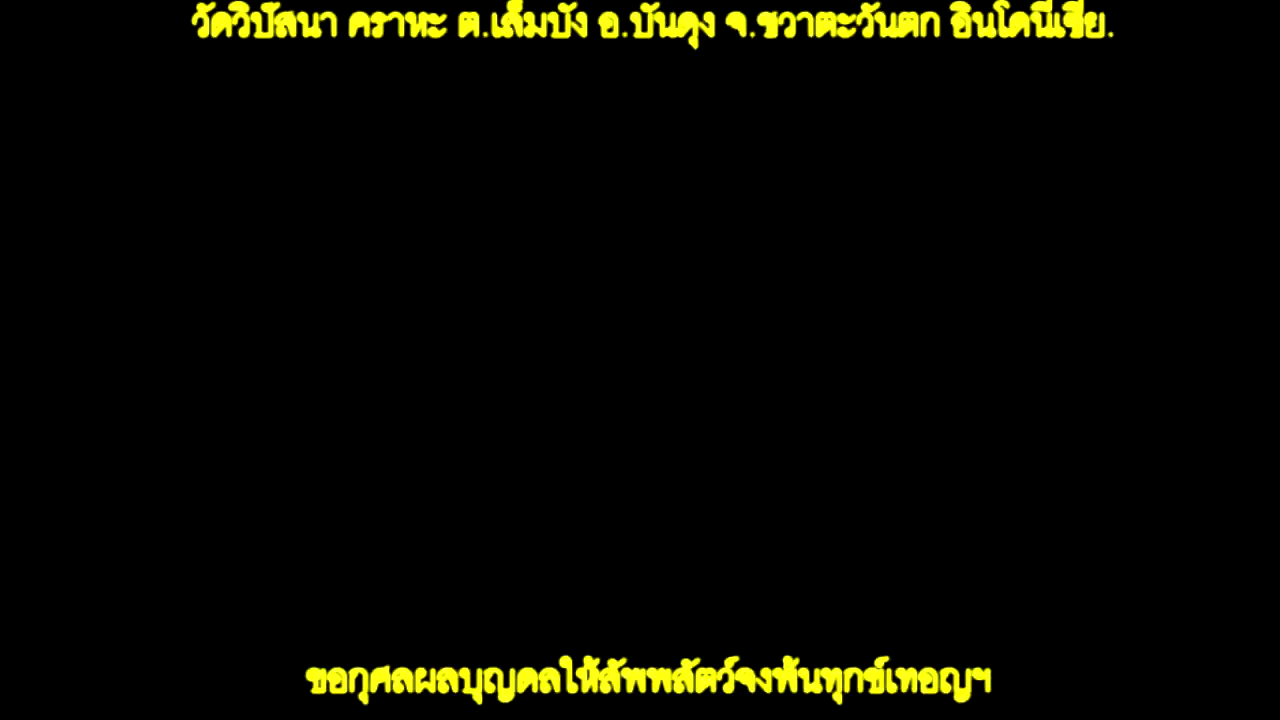 วัดวิปัสนา คราหะ ต.เล็มบัง อ.บันดุง จ.ชวาตะวันตก อินโดนีเซีย.
ขอกุศลผลบุญดลให้สัพพสัตว์จงพ้นทุกข์เทอญฯ